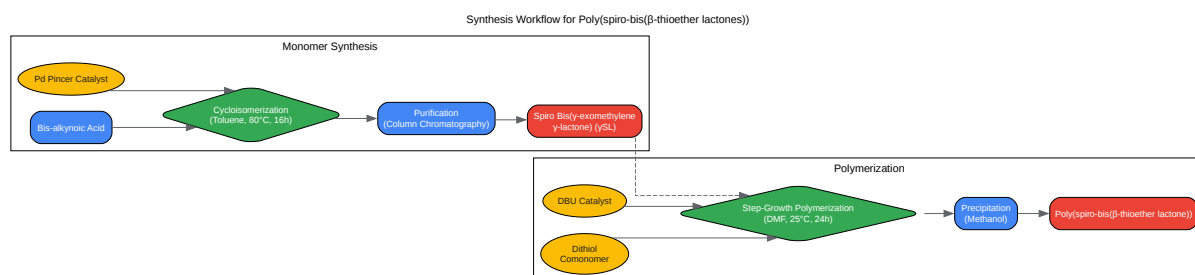 Synthesis Workflow for Poly(spiro-bis(β-thioether lactones))
Monomer Synthesis
Pd Pincer Catalyst
Bis-alkynoic Acid
Cycloisomerization
(Toluene, 80°C, 16h)
Purification
(Column Chromatography)
Spiro Bis(γ-exomethylene
γ-lactone) (γSL)
Polymerization
DBU Catalyst
Dithiol
Comonomer
Step-Growth Polymerization
(DMF, 25°C, 24h)
Precipitation
(Methanol)
Poly(spiro-bis(β-thioether lactone))